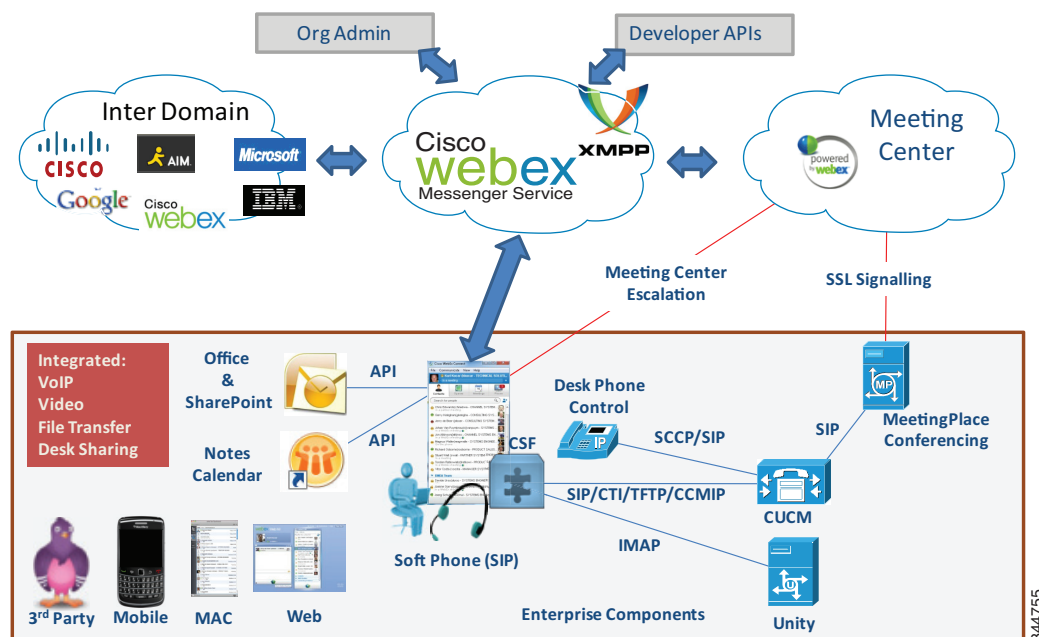 Org Admin
Developer APIs
Inter Domain
CISCO
AIM
Microsoft
Google
Cisco
webex
IBM
Cisco
webex
Messenger Service
XMPP
Meeting
Center
powered
by webex
Meeting Center
Escalation
SSL Signalling
Integrated:
VoIP
Video
File Transfer
Desk Sharing
Office
&
SharePoint
API
Notes
Calendar
API
CSF
Soft Phone (SIP)
Desk Phone
Control
IP
SCCP/SIP
SIP
MP
MeetingPlace
Conferencing
SIP/CTI/TFTP/CCMIP
CUCM
IMAP
U
Unity
3rd Party
Mobile
MAC
Web
Enterprise Components
344755